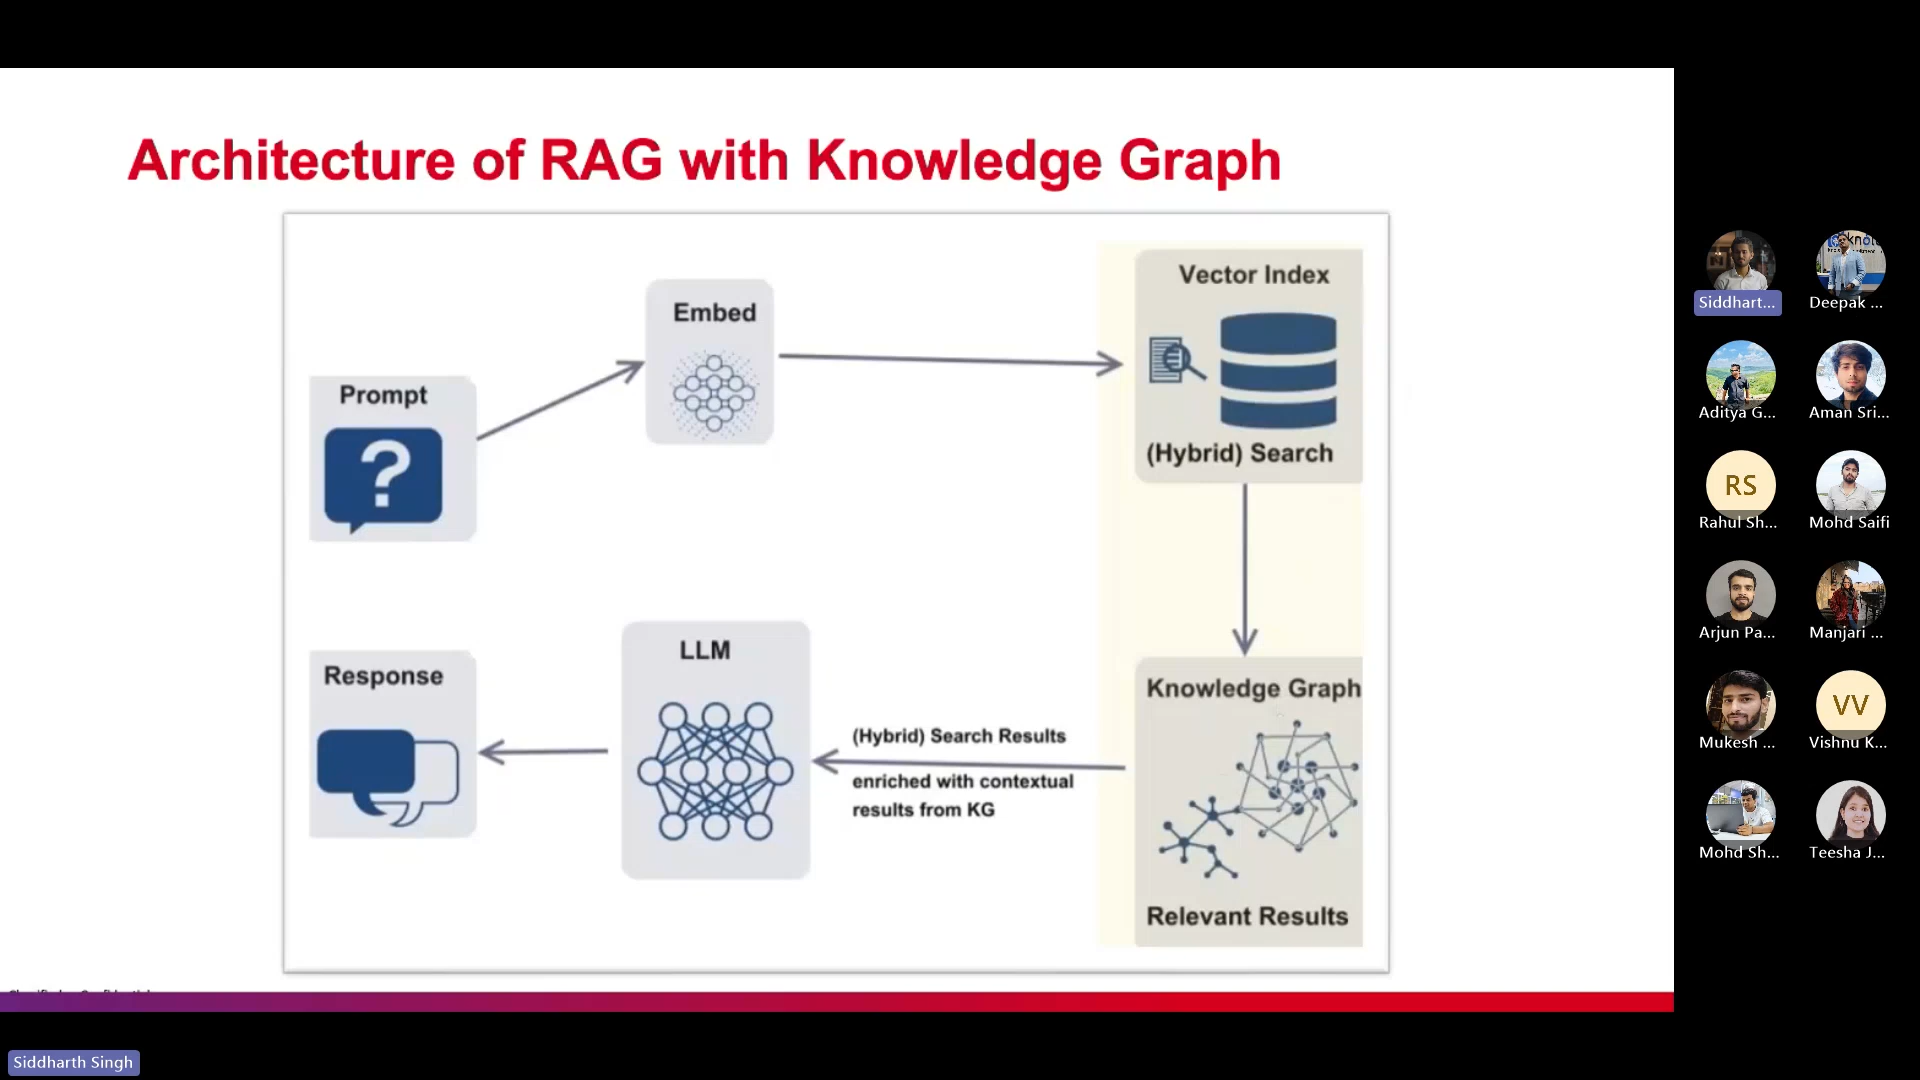 Architecture of RAG with Knowledge Graph
Prompt
?
Embed
Vector Index
(Hybrid) Search
Knowledge Graph
Relevant Results
(Hybrid) Search Results
enriched with contextual
results from KG
LLM
Response
Siddharth Singh
Siddhart...
Deepak ...
Aditya G...
Aman Sri...
RS
Rahul Sh...
Mohd Saifi
Arjun Pa...
Manjari ...
Mukesh ...
VV
Vishnu K...
Mohd Sh...
Teesha J...